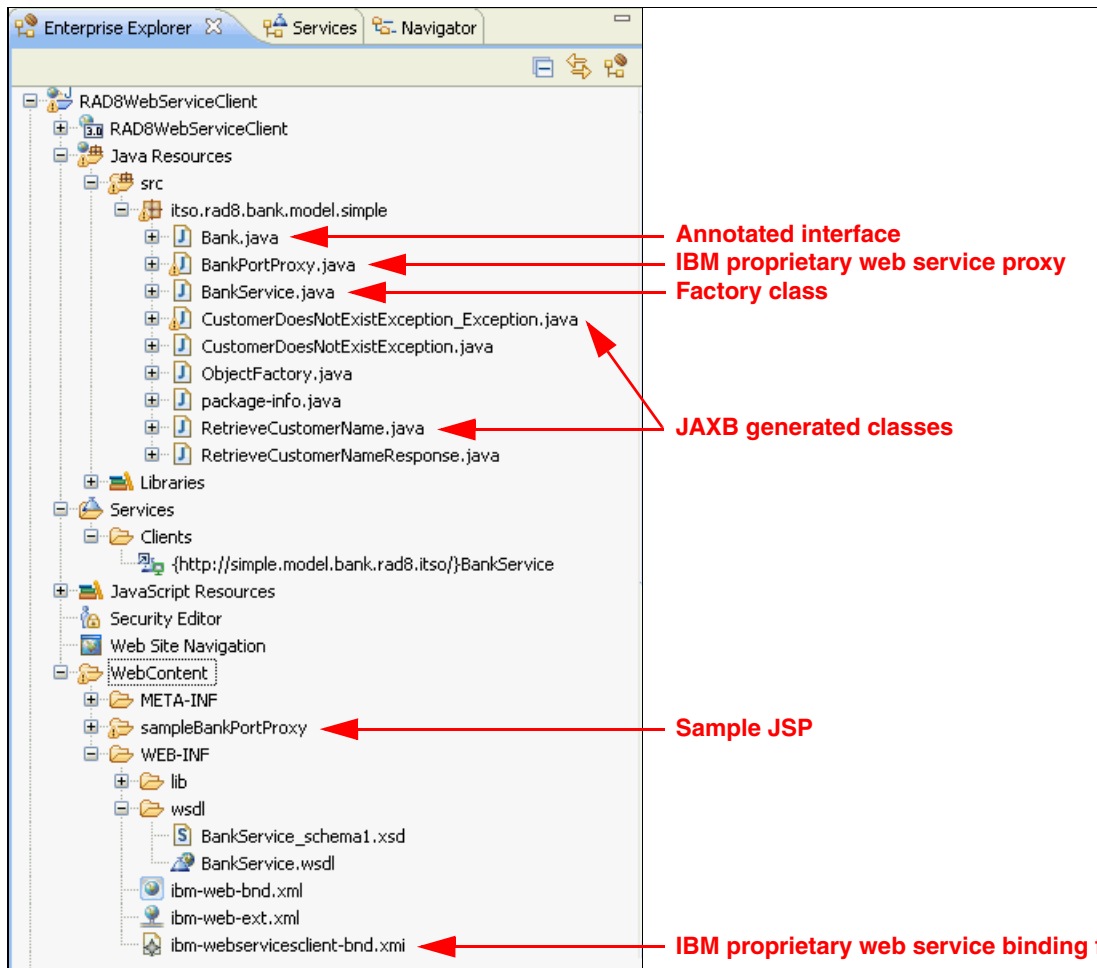 Enterprise Explorer Services Navigator
RAD8WebServiceClient
3.0 RAD8WebServiceClient
Java Resources
src
itso.rad8.bank.model.simple
Bank.java Annotated interface
BankPortProxy.java IBM proprietary web service proxy
BankService.java Factory class
CustomerDoesNotExistException_Exception.java
CustomerDoesNotExistException.java
ObjectFactory.java
package-info.java
RetrieveCustomerName.java JAXB generated classes
RetrieveCustomerNameResponse.java
Libraries
Services
Clients
{http://simple.model.bank.rad8.itso/}BankService
JavaScript Resources
Security Editor
Web Site Navigation
WebContent
META-INF
sampleBankPortProxy Sample JSP
WEB-INF
lib
wsdl
BankService_schema1.xsd
BankService.wsdl
ibm-web-bnd.xml
ibm-web-ext.xml
ibm-webservicesclient-bnd.xmi IBM proprietary web service binding